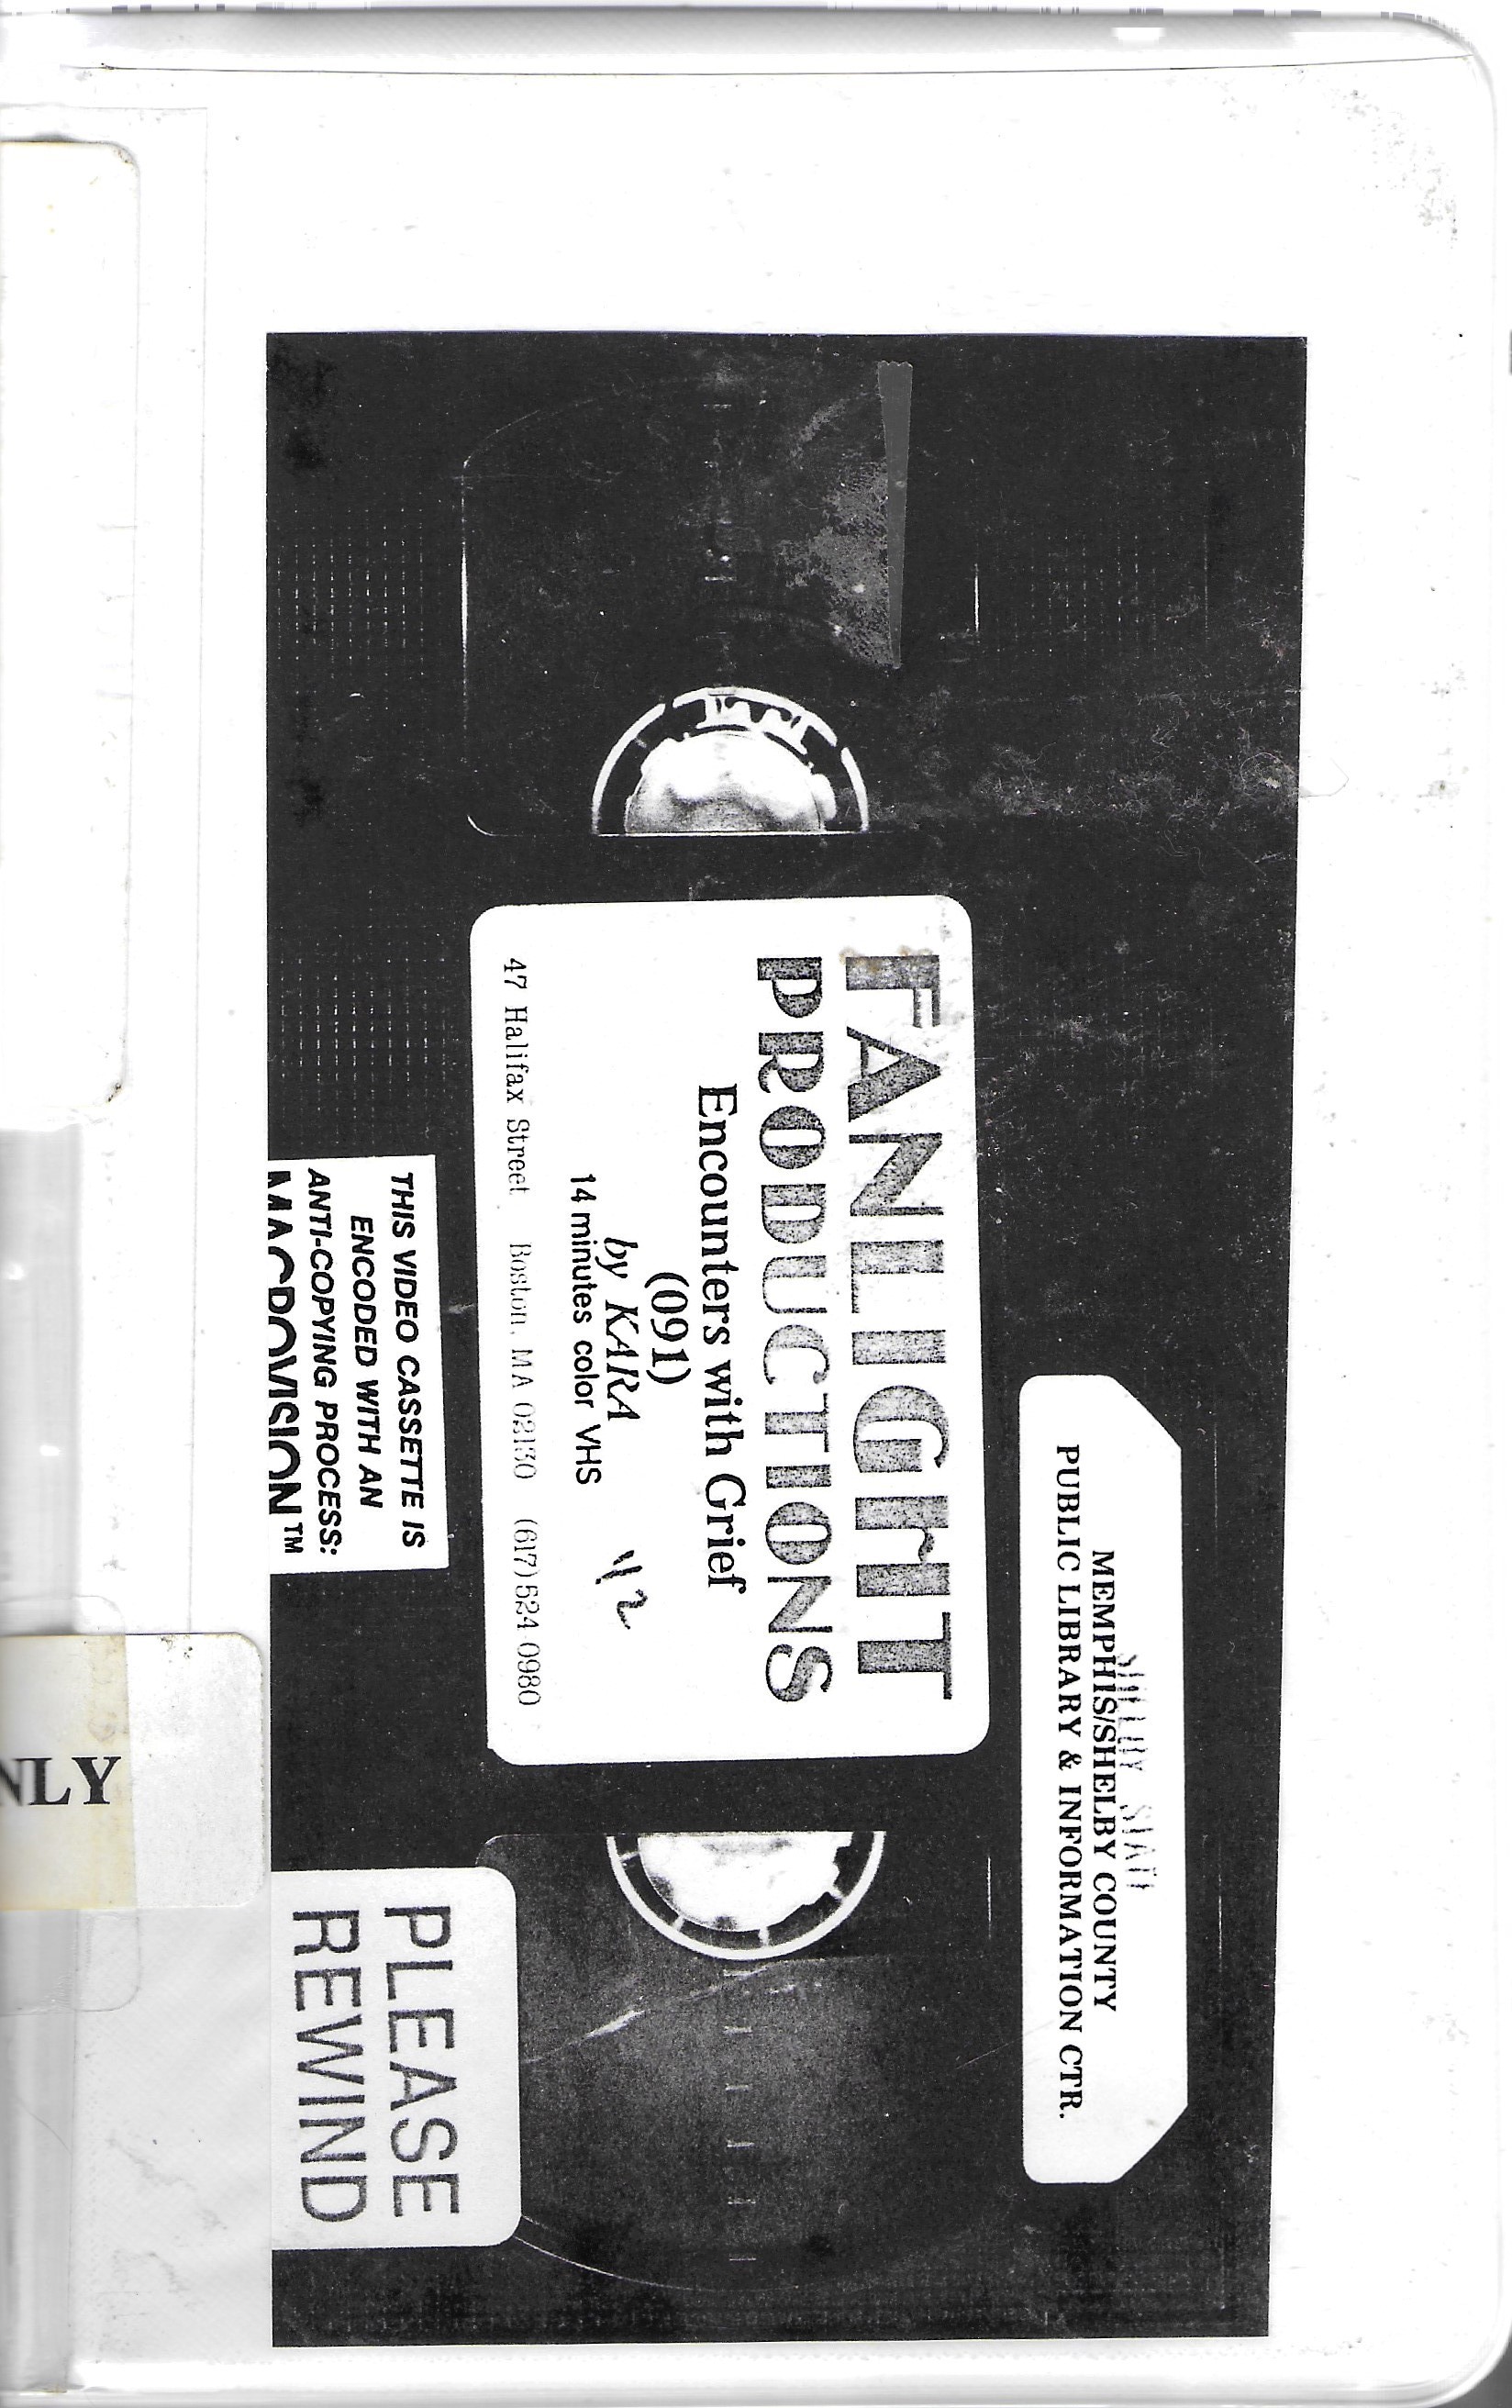 MEMPHIS/SHELBY COUNTY
PUBLIC LIBRARY & INFORMATION CTR.
FANLIGHT
PRODUCTIONS
Encounters with Grief
(091)
by KARA
14 minutes color VHS
47 Halifax Street Boston, MA 02130 (617) 524-0980
THIS VIDEO CASSETTE IS
ENCODED WITH AN
ANTI-COPYING PROCESS:
MACROVISION™
PLEASE
REWIND
NLY